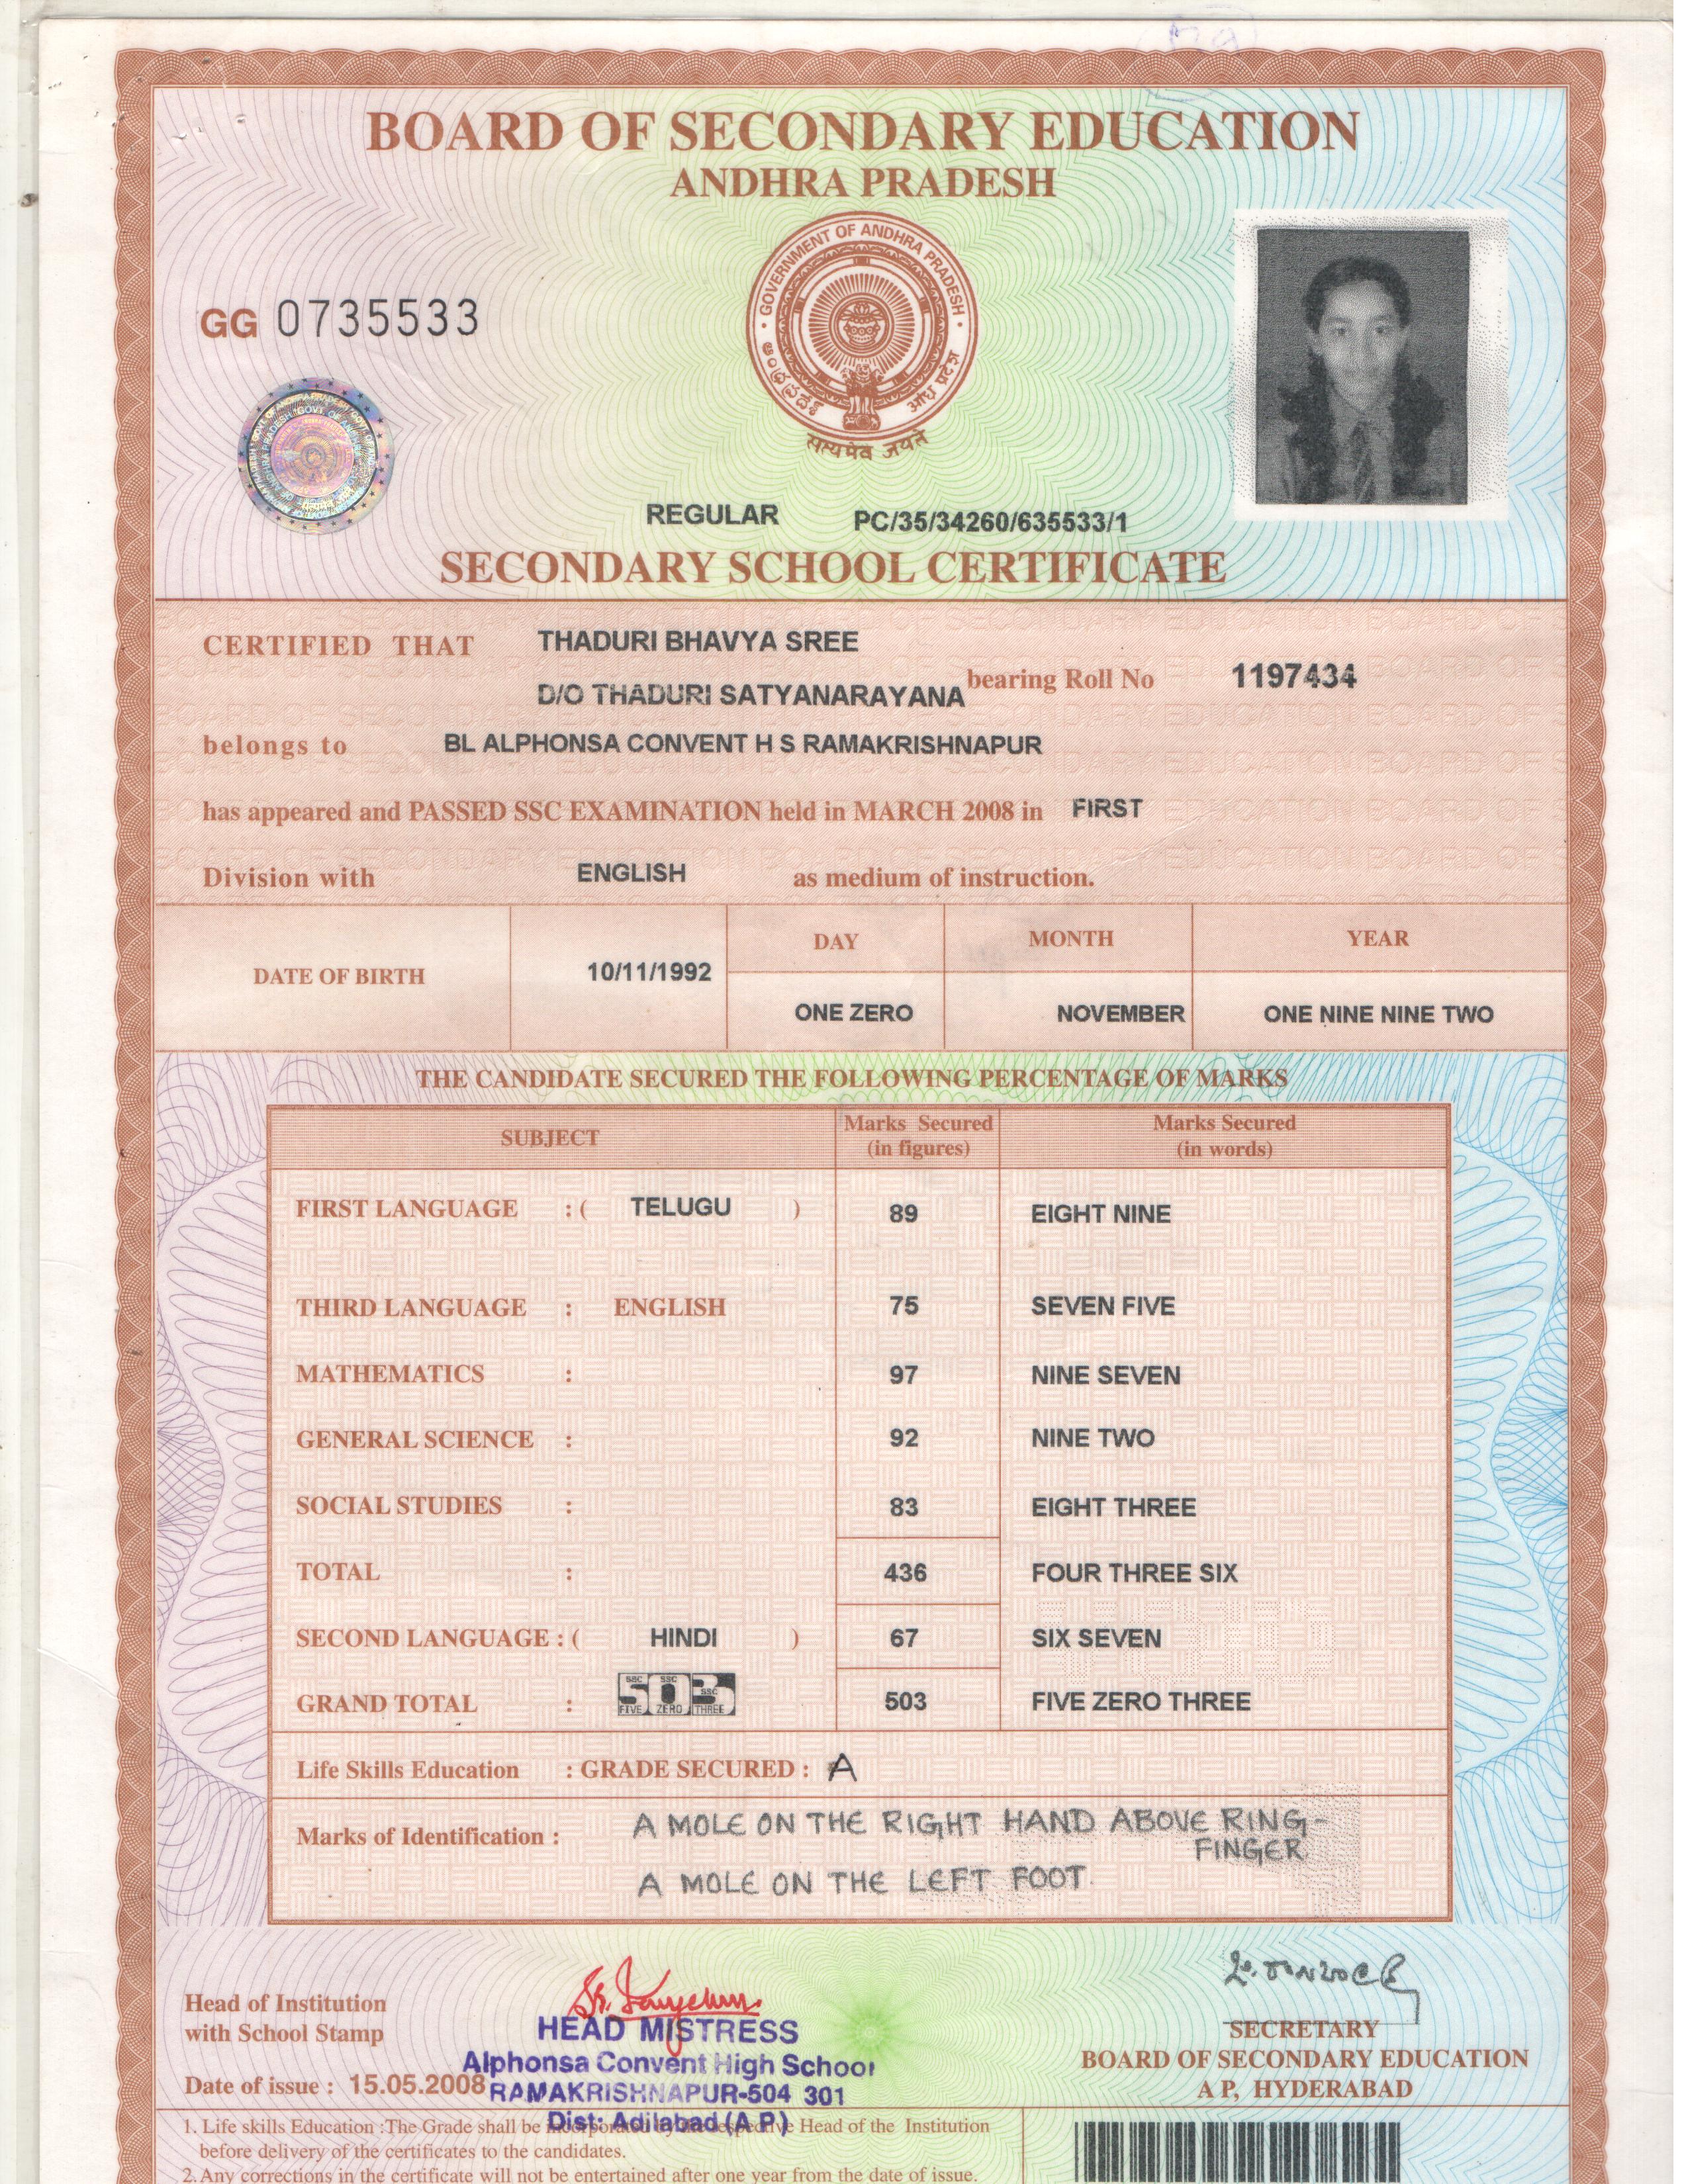 BOARD OF SECONDARY EDUCATION
ANDHRA PRADESH
GOVERNMENT OF ANDHRA PRADESH
ఆంధ్రప్రదేశ్
आंध्र प्रदेश
सत्यमेव जयते
GG 0735533
REGULAR PC/35/34260/635533/1
SECONDARY SCHOOL CERTIFICATE
CERTIFIED THAT THADURI BHAVYA SREE
D/O THADURI SATYANARAYANA bearing Roll No 1197434
belongs to BL ALPHONSA CONVENT H S RAMAKRISHNAPUR
has appeared and PASSED SSC EXAMINATION held in MARCH 2008 in FIRST
Division with ENGLISH as medium of instruction.
DATE OF BIRTH 10/11/1992 DAY MONTH YEAR
ONE ZERO NOVEMBER ONE NINE NINE TWO
THE CANDIDATE SECURED THE FOLLOWING PERCENTAGE OF MARKS
SUBJECT Marks Secured (in figures) Marks Secured (in words)
FIRST LANGUAGE : ( TELUGU ) 89 EIGHT NINE
THIRD LANGUAGE : ENGLISH 75 SEVEN FIVE
MATHEMATICS : 97 NINE SEVEN
GENERAL SCIENCE : 92 NINE TWO
SOCIAL STUDIES : 83 EIGHT THREE
TOTAL : 436 FOUR THREE SIX
SECOND LANGUAGE : ( HINDI ) 67 SIX SEVEN
GRAND TOTAL : SSC SSC SSC 503 FIVE ZERO THREE 503 FIVE ZERO THREE
Life Skills Education : GRADE SECURED : A
Marks of Identification : A MOLE ON THE RIGHT HAND ABOVE RING-
FINGER
A MOLE ON THE LEFT FOOT.
Head of Institution
with School Stamp
HEAD MISTRESS
Alphonsa Convent High School
RAMAKRISHNAPUR-504 301
Dist: Adilabad (A.P.)
Date of issue : 15.05.2008
SECRETARY
BOARD OF SECONDARY EDUCATION
A P, HYDERABAD
1. Life skills Education :The Grade shall be Head of the Institution
before delivery of the certificates to the candidates.
2. Any corrections in the certificate will not be entertained after one year from the date of issue.